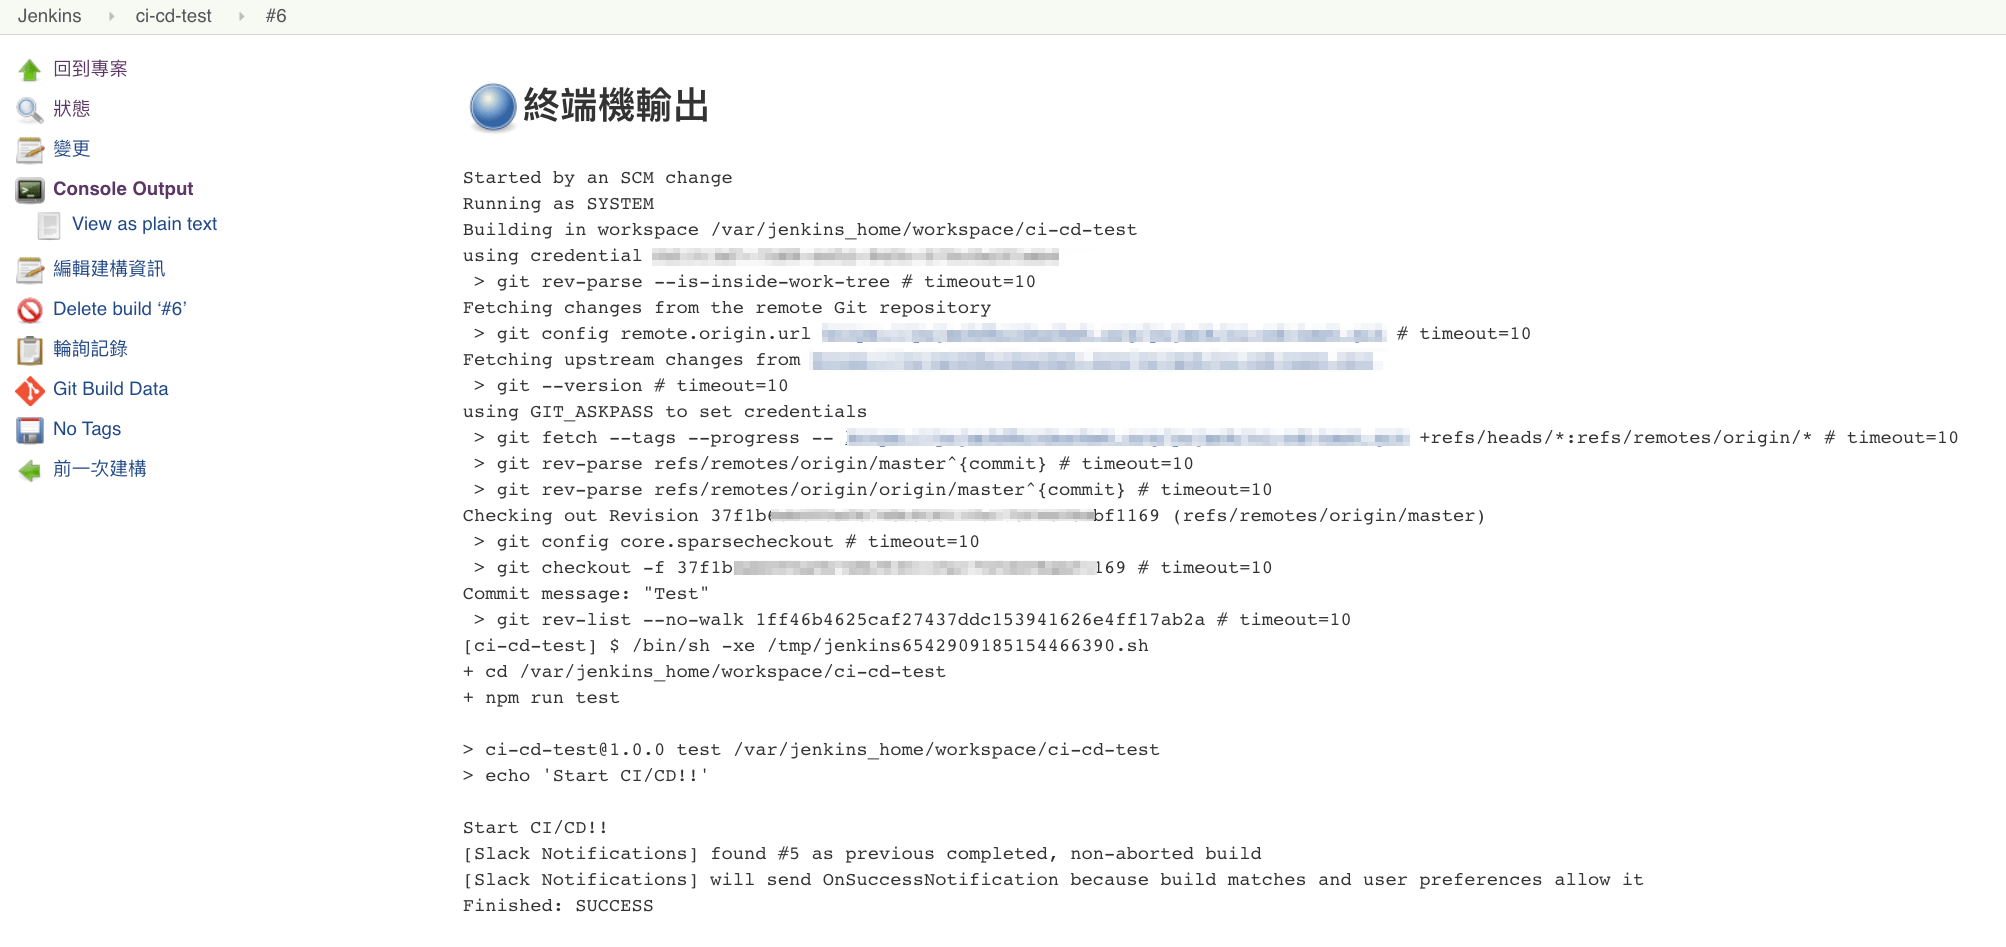 Jenkins ci-cd-test #6
回到專案
狀態
變更
Console Output
View as plain text
編輯建構資訊
Delete build ‘#6’
輪詢記錄
Git Build Data
No Tags
前一次建構
終端機輸出
Started by an SCM change
Running as SYSTEM
Building in workspace /var/jenkins_home/workspace/ci-cd-test
using credential
> git rev-parse --is-inside-work-tree # timeout=10
Fetching changes from the remote Git repository
> git config remote.origin.url # timeout=10
Fetching upstream changes from
> git --version # timeout=10
using GIT_ASKPASS to set credentials
> git fetch --tags --progress -- +refs/heads/*:refs/remotes/origin/* # timeout=10
> git rev-parse refs/remotes/origin/master^{commit} # timeout=10
> git rev-parse refs/remotes/origin/origin/master^{commit} # timeout=10
Checking out Revision 37f1b bf1169 (refs/remotes/origin/master)
> git config core.sparsecheckout # timeout=10
> git checkout -f 37f1b 169 # timeout=10
Commit message: "Test"
> git rev-list --no-walk 1ff46b4625caf27437ddc153941626e4ff17ab2a # timeout=10
[ci-cd-test] $ /bin/sh -xe /tmp/jenkins6542909185154466390.sh
+ cd /var/jenkins_home/workspace/ci-cd-test
+ npm run test
> ci-cd-test@1.0.0 test /var/jenkins_home/workspace/ci-cd-test
> echo 'Start CI/CD!!'
Start CI/CD!!
[Slack Notifications] found #5 as previous completed, non-aborted build
[Slack Notifications] will send OnSuccessNotification because build matches and user preferences allow it
Finished: SUCCESS